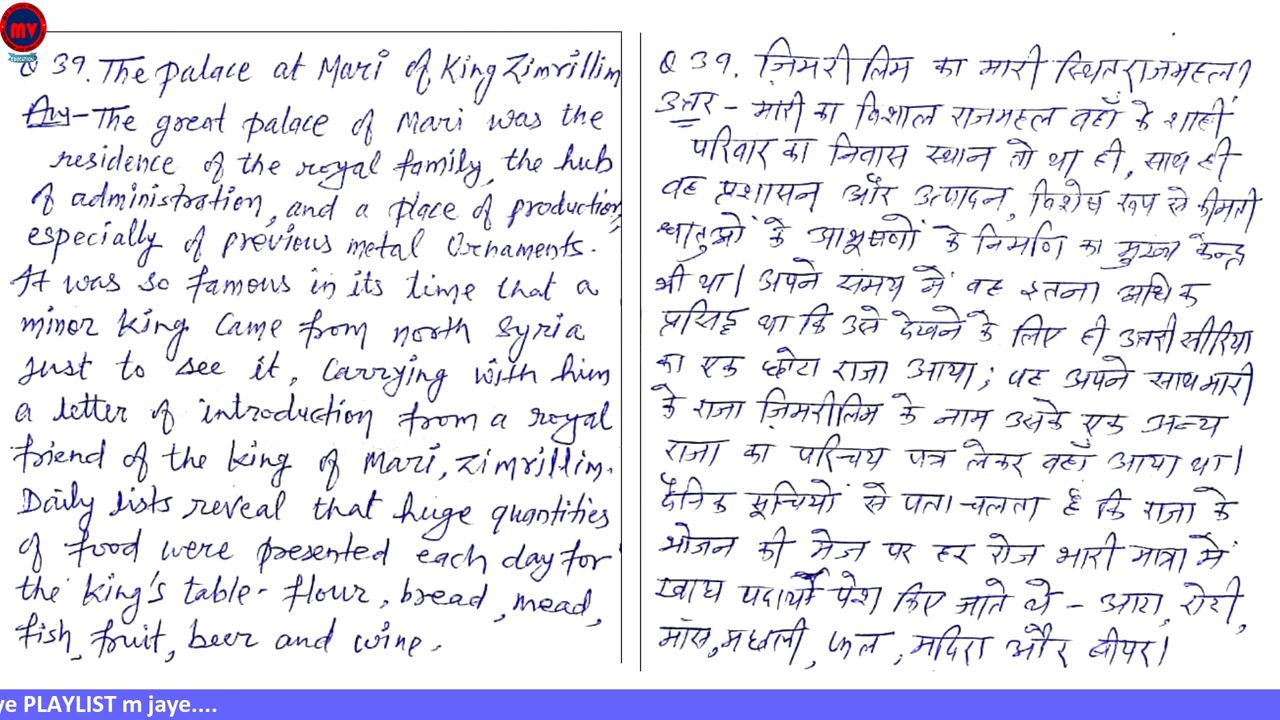 mv
EDUCATION
Q 39. The palace at Mari of King Zimrillim
Ans - The great palace of Mari was the
residence of the royal family, the hub
of administration, and a place of production,
especially of previous metal ornaments.
It was so famous in its time that a
minor king came from north Syria
just to see it, carrying with him
a letter of introduction from a royal
friend of the king of Mari, Zimrillim.
Daily lists reveal that huge quantities
of food were presented each day for
the king's table - flour, bread, mead,
fish, fruit, beer and wine.
Q 39. ज़िमरीलिम का मारी स्थित राजमहल?
उत्तर - मारी का विशाल राजमहल वहाँ के शाही
परिवार का निवास स्थान तो था ही, साथ ही
वह प्रशासन और उत्पादन, विशेष रूप से कीमती
धातुओं के आभूषणों के निर्माण का मुख्य केन्द्र
भी था। अपने समय में वह इतना अधिक
प्रसिद्ध था कि उसे देखने के लिए ही उत्तरी सीरिया
का एक छोटा राजा आया; वह अपने साथ मारी
के राजा ज़िमरीलिम के नाम उसके एक अन्य
राजा का परिचय पत्र लेकर वहाँ आया था।
दैनिक सूचियों से पता चलता है कि राजा के
भोजन की मेज पर हर रोज भारी मात्रा में
खाद्य पदार्थ पेश किए जाते थे - आटा, रोटी,
माँस, मछली, फल, मदिरा और बीयर।
ye PLAYLIST m jaye....